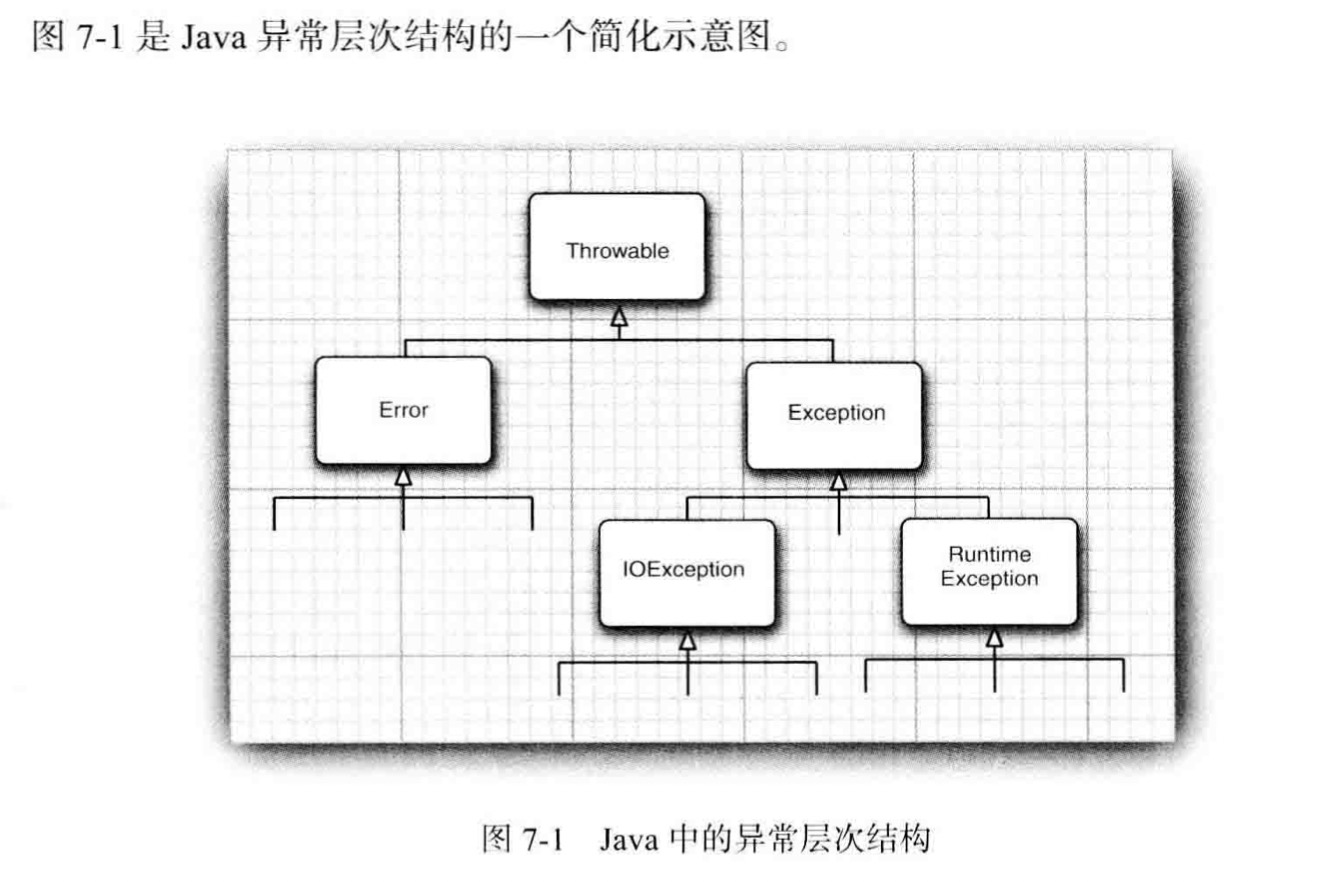 图 7-1 是 Java 异常层次结构的一个简化示意图。
Throwable
Error
Exception
IOException
Runtime
Exception
图 7-1 Java 中的异常层次结构